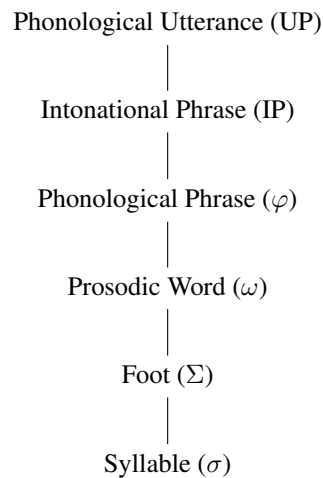 Phonological Utterance (UP)
Intonational Phrase (IP)
Phonological Phrase (φ)
Prosodic Word (ω)
Foot (Σ)
Syllable (σ)